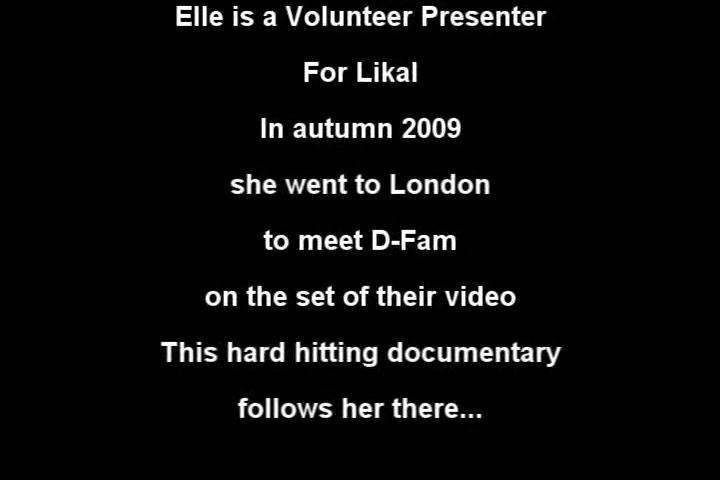 Elle is a Volunteer Presenter
For Likal
In autumn 2009
she went to London
to meet D-Fam
on the set of their video
This hard hitting documentary
follows her there...